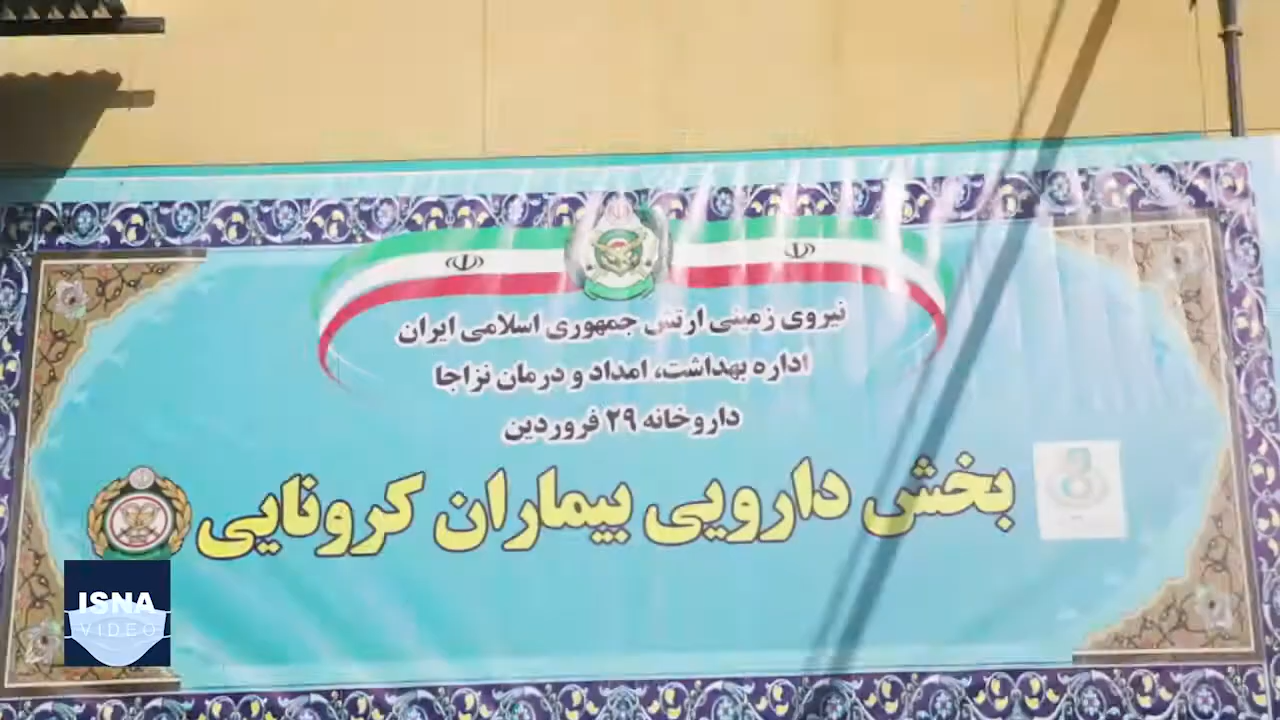 نیروی زمینی ارتش جمهوری اسلامی ایران
اداره بهداشت، امداد و درمان نزاجا
داروخانه ۲۹ فروردین
بخش دارویی بیماران کرونایی
ISNA
VIDEO